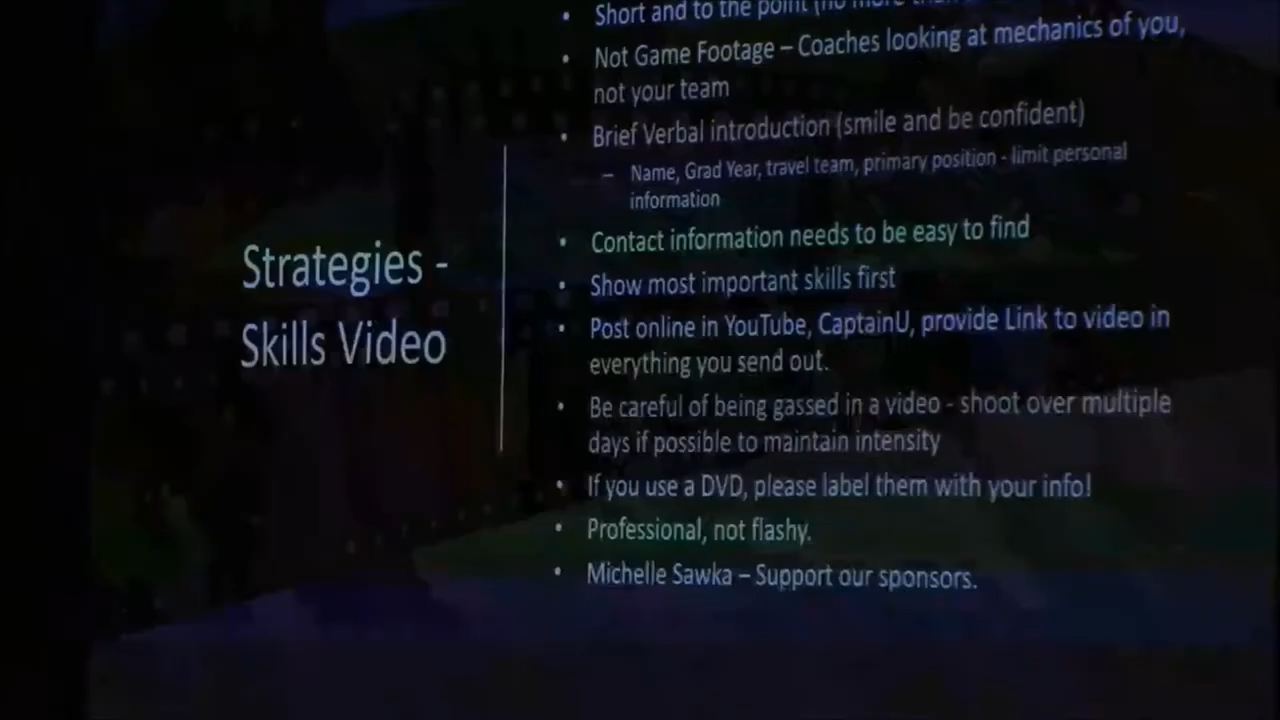 • Short and to the point (no more
• Not Game Footage – Coaches looking at mechanics of you,
not your team
• Brief Verbal introduction (smile and be confident)
– Name, Grad Year, travel team, primary position - limit personal
information
• Contact information needs to be easy to find
• Show most important skills first
Strategies -
Skills Video
• Post online in YouTube, CaptainU, provide Link to video in
everything you send out.
• Be careful of being gassed in a video - shoot over multiple
days if possible to maintain intensity
• If you use a DVD, please label them with your info!
• Professional, not flashy.
• Michelle Sawka – Support our sponsors.